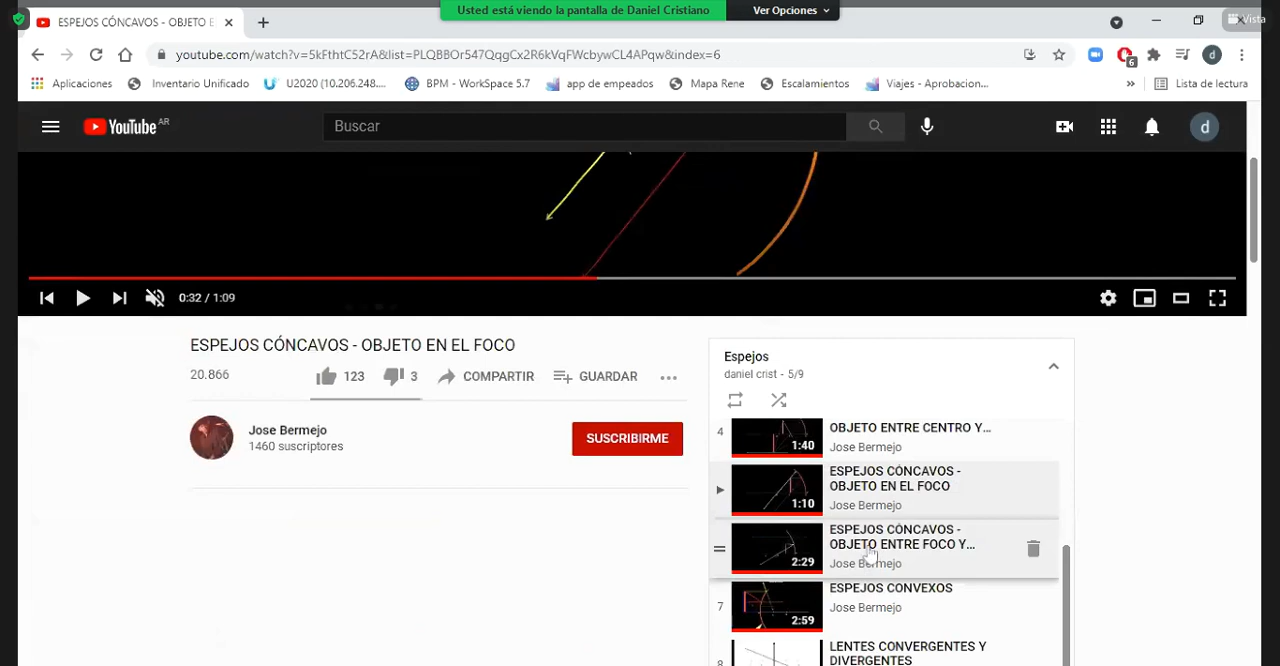 Usted está viendo la pantalla de Daniel Cristiano
Ver Opciones
Vista
ESPEJOS CÓNCAVOS - OBJETO E
youtube.com/watch?v=5kFthtC52rA&list=PLQBBOr547QqgCx2R6kVqFWcbywCL4APqw&index=6
6
d
Aplicaciones
Inventario Unificado
U2020 (10.206.248....
BPM - WorkSpace 5.7
app de empeados
Mapa Rene
Escalamientos
Viajes - Aprobacion...
»
Lista de lectura
YouTube AR
Buscar
d
0:32 / 1:09
ESPEJOS CÓNCAVOS - OBJETO EN EL FOCO
20.866
123
3
COMPARTIR
GUARDAR
Jose Bermejo
1460 suscriptores
SUSCRIBIRME
Espejos
daniel crist - 5/9
4
1:40
OBJETO ENTRE CENTRO Y...
Jose Bermejo
1:10
ESPEJOS CÓNCAVOS -
OBJETO EN EL FOCO
Jose Bermejo
2:29
ESPEJOS CÓNCAVOS -
OBJETO ENTRE FOCO Y...
Jose Bermejo
7
2:59
ESPEJOS CONVEXOS
Jose Bermejo
8
LENTES CONVERGENTES Y
DIVERGENTES